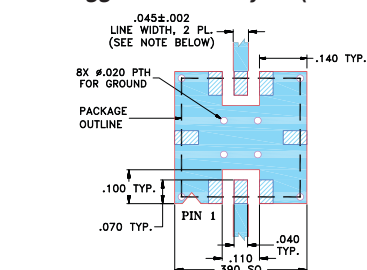 .045±.002
LINE WIDTH, 2 PL.
(SEE NOTE BELOW)
.140 TYP.
8X ø.020 PTH
FOR GROUND
PACKAGE
OUTLINE
.100 TYP.
.070 TYP.
PIN 1
.040
TYP.
.110
.390 SQ